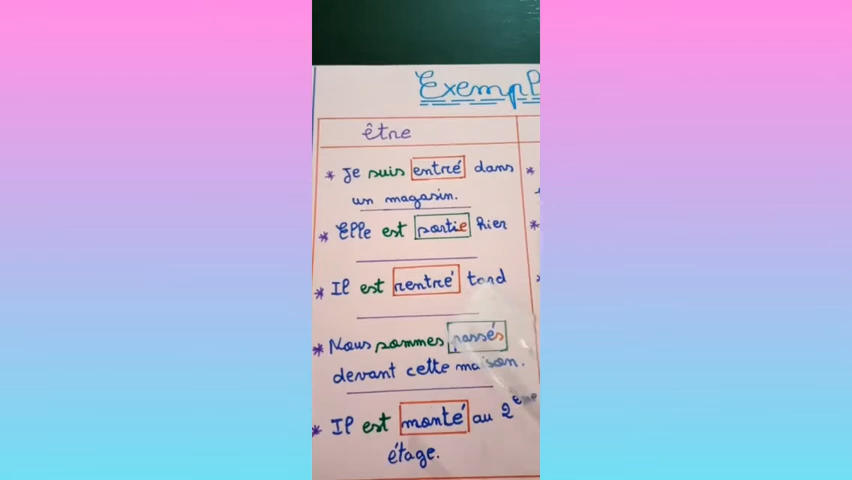 Exemp
être
* Je suis entré dans
un magasin.
* Elle est partie hier
* Il est rentré tard
* Nous sommes passés
devant cette maison.
* Il est monté au 2ème
étage.